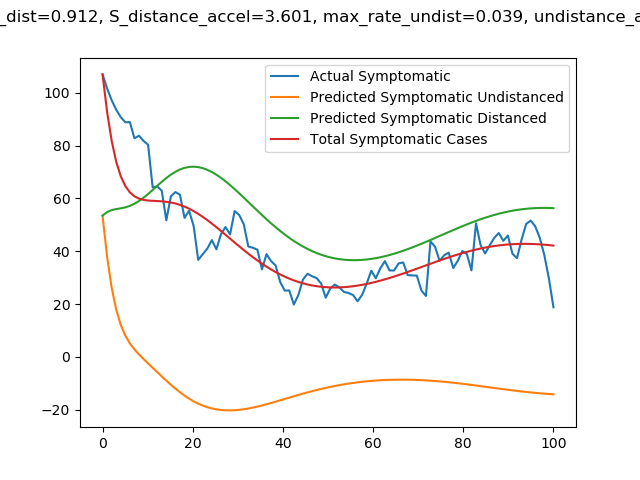 _dist=0.912, S_distance_accel=3.601, max_rate_undist=0.039, undistance_a
Actual Symptomatic
Predicted Symptomatic Undistanced
Predicted Symptomatic Distanced
Total Symptomatic Cases
100
80
60
40
20
0
−20
0 20 40 60 80 100